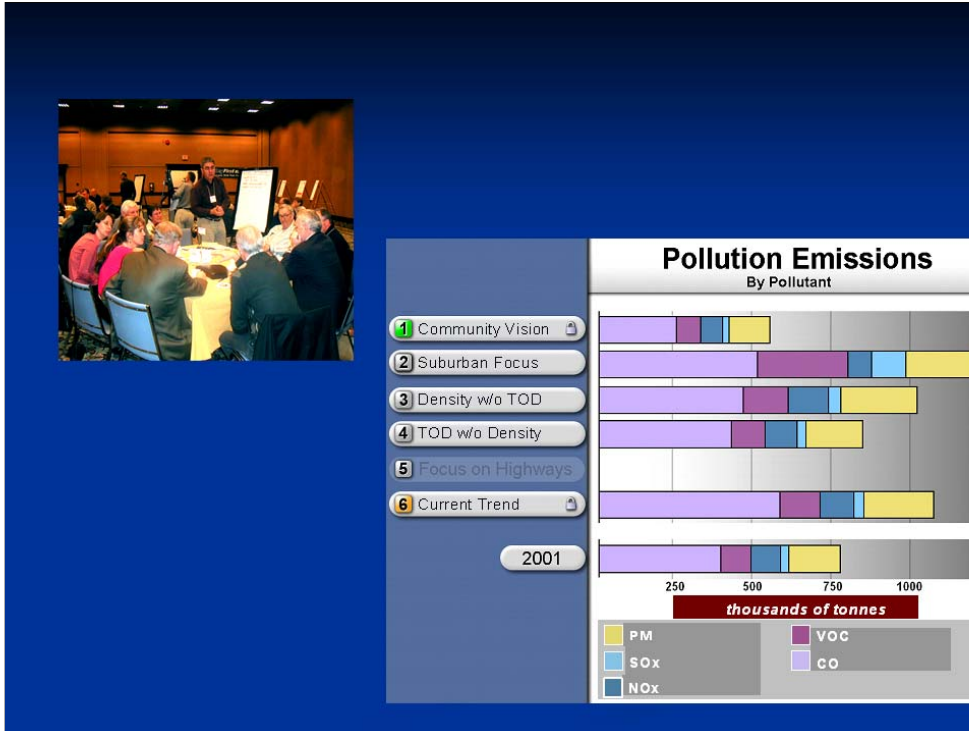 Pollution Emissions
By Pollutant
1 Community Vision
2 Suburban Focus
3 Density w/o TOD
4 TOD w/o Density
5 Focus on Highways
6 Current Trend
2001
250 500 750 1000
thousands of tonnes
PM VOC
SOx CO
NOx